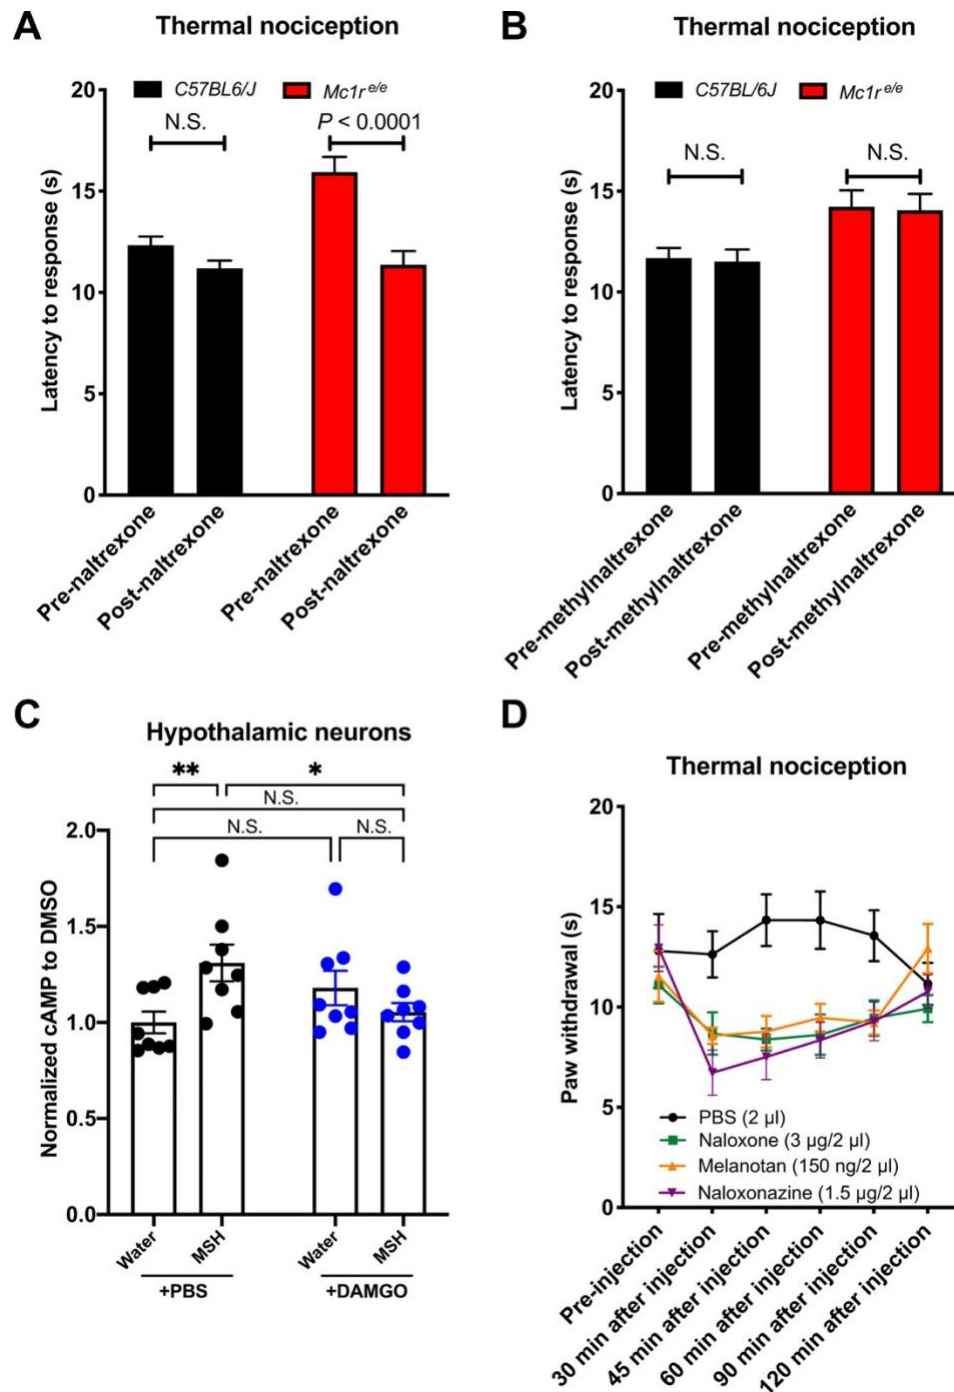 A
Thermal nociception
C57BL6/J
Mc1r e/e
N.S.
P < 0.0001
Latency to response (s)
20
15
10
5
0
Pre-naltrexone
Post-naltrexone
Pre-naltrexone
Post-naltrexone
B
Thermal nociception
C57BL/6J
Mc1r e/e
N.S.
N.S.
Latency to response (s)
20
15
10
5
0
Pre-methylnaltrexone
Post-methylnaltrexone
Pre-methylnaltrexone
Post-methylnaltrexone
C
Hypothalamic neurons
**
*
N.S.
N.S.
N.S.
Normalized cAMP to DMSO
2.0
1.5
1.0
0.5
0.0
Water
MSH
Water
MSH
+PBS
+DAMGO
D
Thermal nociception
Paw withdrawal (s)
20
15
10
5
0
PBS (2 µl)
Naloxone (3 µg/2 µl)
Melanotan (150 ng/2 µl)
Naloxonazine (1.5 µg/2 µl)
Pre-injection
30 min after injection
45 min after injection
60 min after injection
90 min after injection
120 min after injection